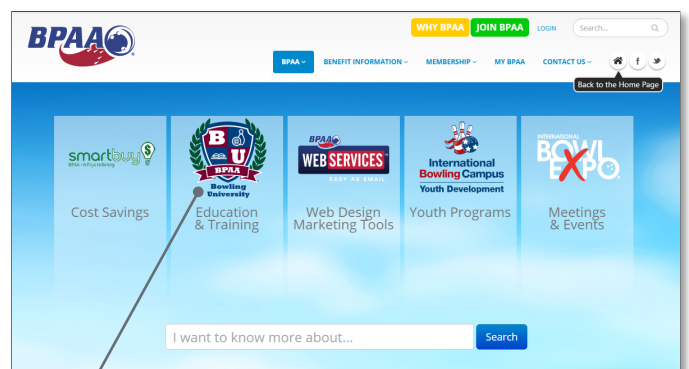 BPAA
WHY BPAA
JOIN BPAA
LOGIN
Search...
BPAA
BENEFIT INFORMATION
MEMBERSHIP
MY BPAA
CONTACT US
Back to the Home Page
smartbuy
B U
BPAA
Bowling
University
BPAA
WEB SERVICES
EASY AS EMAIL
International
Bowling Campus
Youth Development
INTERNATIONAL
BOWL
EXPO
Cost Savings
Education
& Training
Web Design
Marketing Tools
Youth Programs
Meetings
& Events
I want to know more about...
Search